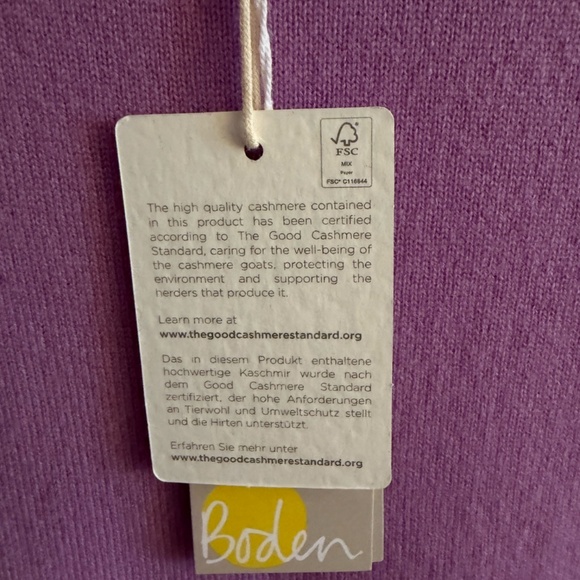 FSC
MIX
Paper
FSC® C116844
The high quality cashmere contained
in this product has been certified
according to The Good Cashmere
Standard, caring for the well-being of
the cashmere goats, protecting the
environment and supporting the
herders that produce it.
Learn more at
www.thegoodcashmerestandard.org
Das in diesem Produkt enthaltene
hochwertige Kaschmir wurde nach
dem Good Cashmere Standard
zertifiziert, der hohe Anforderungen
an Tierwohl und Umweltschutz stellt
und die Hirten unterstützt.
Erfahren Sie mehr unter
www.thegoodcashmerestandard.org
Boden